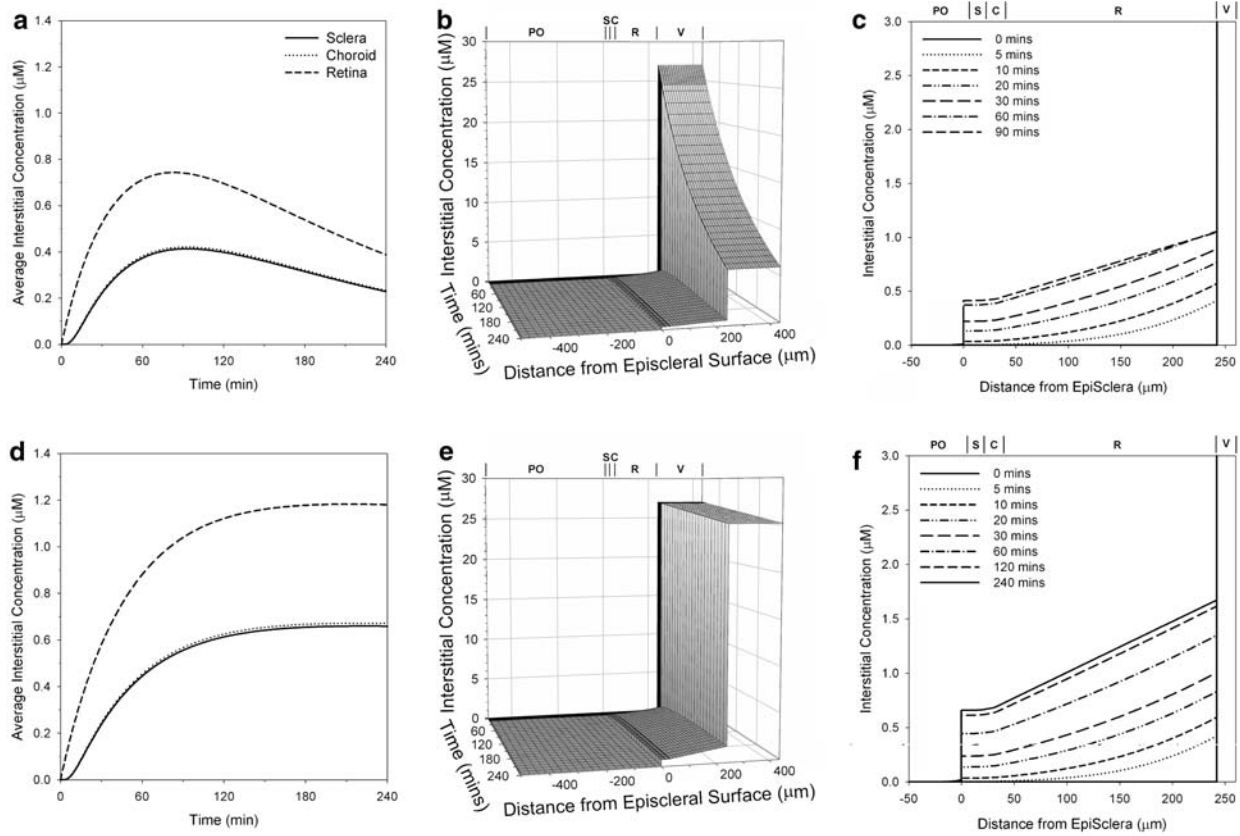 a
1.4
1.2
1.0
0.8
0.6
0.4
0.2
0.0
Average Interstitial Concentration (μM)
Sclera
Choroid
Retina
0 60 120 180 240
Time (min)
b
PO SC R V
30
25
20
15
10
5
0
Interstitial Concentration (μM)
60
120
180
240
Time (mins)
-400 -200 0 200 400
Distance from Episcleral Surface (μm)
c
PO S C R V
3.0
2.5
2.0
1.5
1.0
0.5
0.0
Interstitial Concentration (μM)
0 mins
5 mins
10 mins
20 mins
30 mins
60 mins
90 mins
-50 0 50 100 150 200 250
Distance from EpiSclera (μm)
d
1.4
1.2
1.0
0.8
0.6
0.4
0.2
0.0
Average Interstitial Concentration (μM)
0 60 120 180 240
Time (min)
e
PO SC R V
30
25
20
15
10
5
0
Interstitial Concentration (μM)
60
120
180
240
Time (mins)
-400 -200 0 200 400
Distance from Episcleral Surface (μm)
f
PO S C R V
3.0
2.5
2.0
1.5
1.0
0.5
0.0
Interstitial Concentration (μM)
0 mins
5 mins
10 mins
20 mins
30 mins
60 mins
120 mins
240 mins
-50 0 50 100 150 200 250
Distance from EpiSclera (μm)